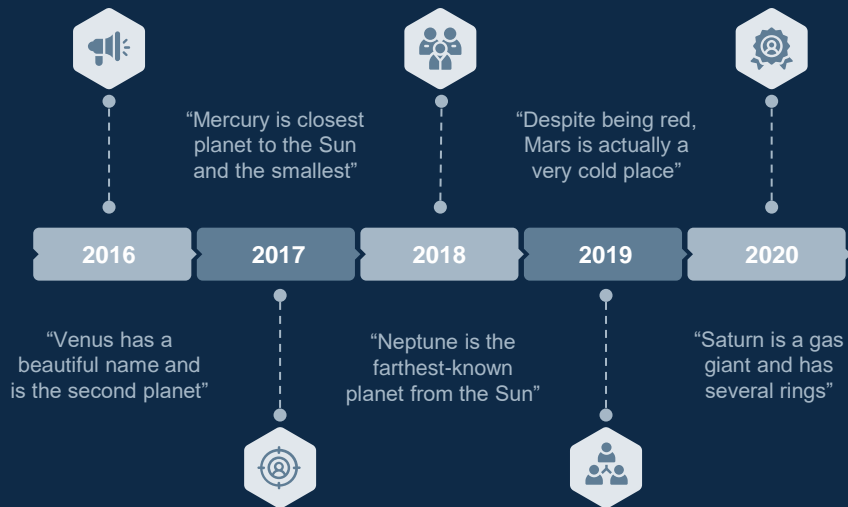 “Mercury is closest
planet to the Sun
and the smallest”
“Despite being red,
Mars is actually a
very cold place”
2016
2017
2018
2019
2020
“Venus has a
beautiful name and
is the second planet”
“Neptune is the
farthest-known
planet from the Sun”
“Saturn is a gas
giant and has
several rings”